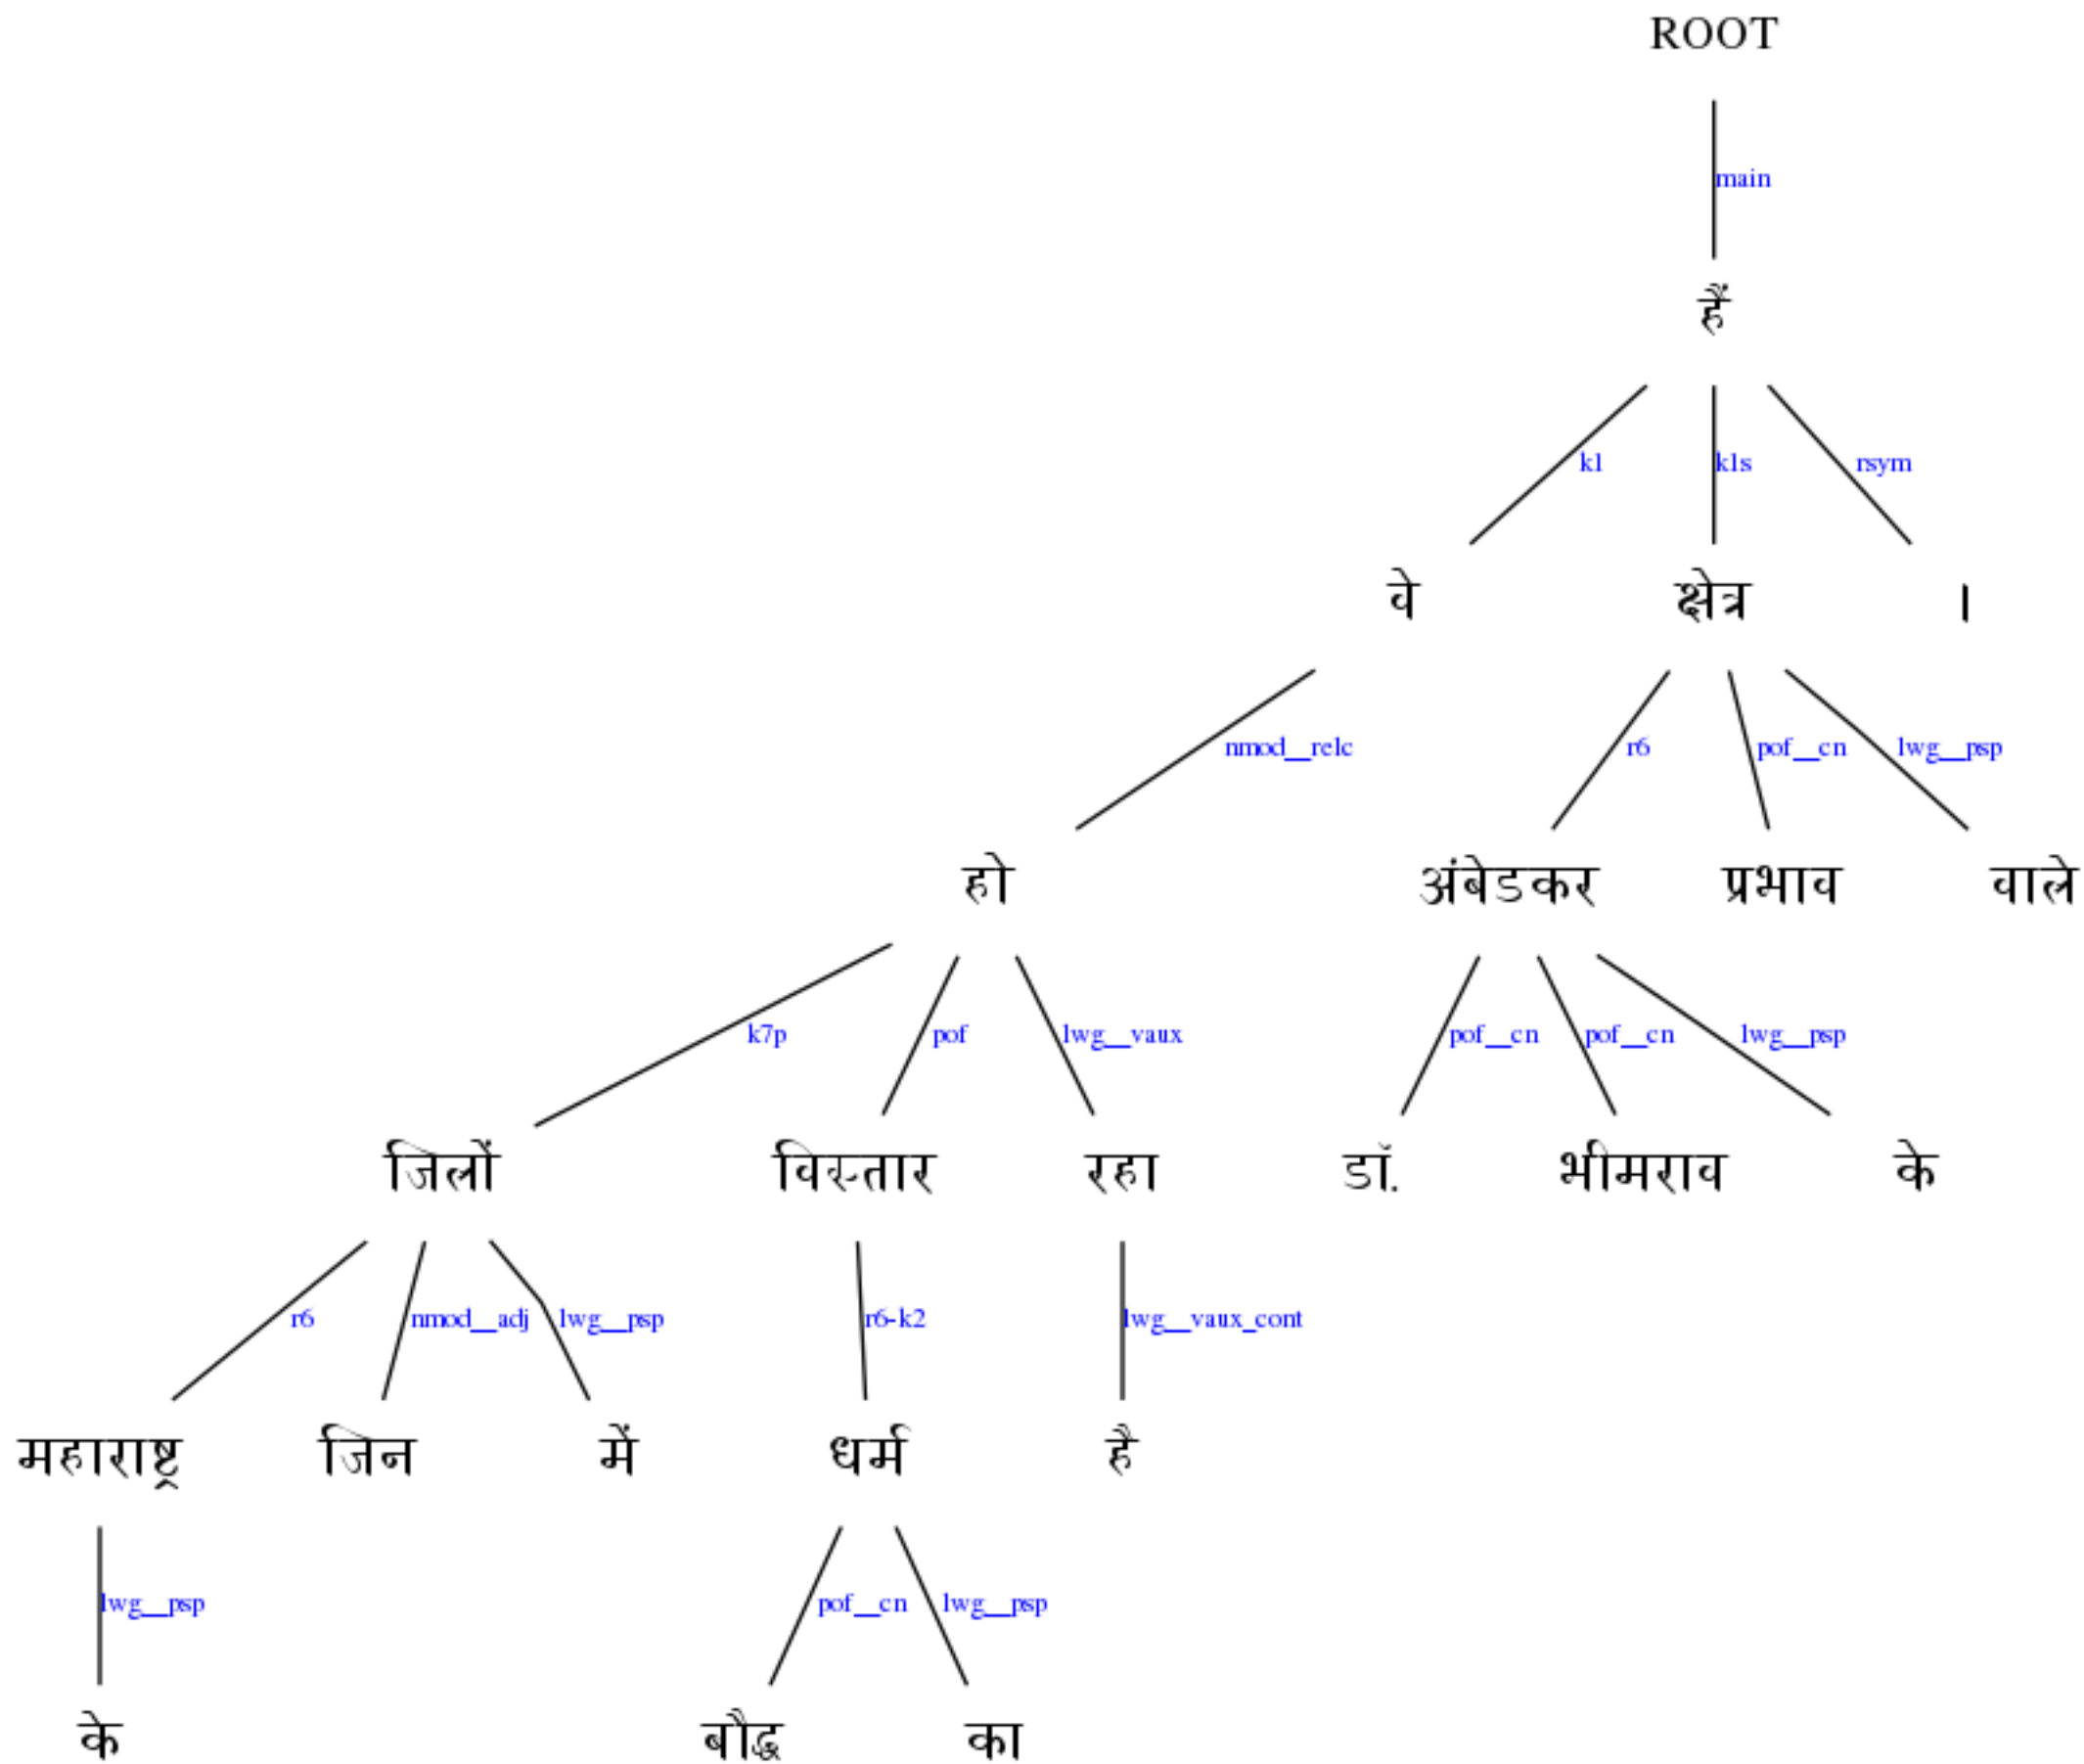 ROOT
main
हैं
k1 k1s rsym
वे क्षेत्र ।
nmod__relc r6 pof__cn lwg__psp
हो अंबेडकर प्रभाव वाले
k7p pof lwg__vaux pof__cn pof__cn lwg__psp
जिलों विस्तार रहा डॉ. भीमराव के
r6 nmod__adj lwg__psp r6-k2 lwg__vaux_cont
महाराष्ट्र जिन में धर्म है
lwg__psp pof__cn lwg__psp
के बौद्ध का